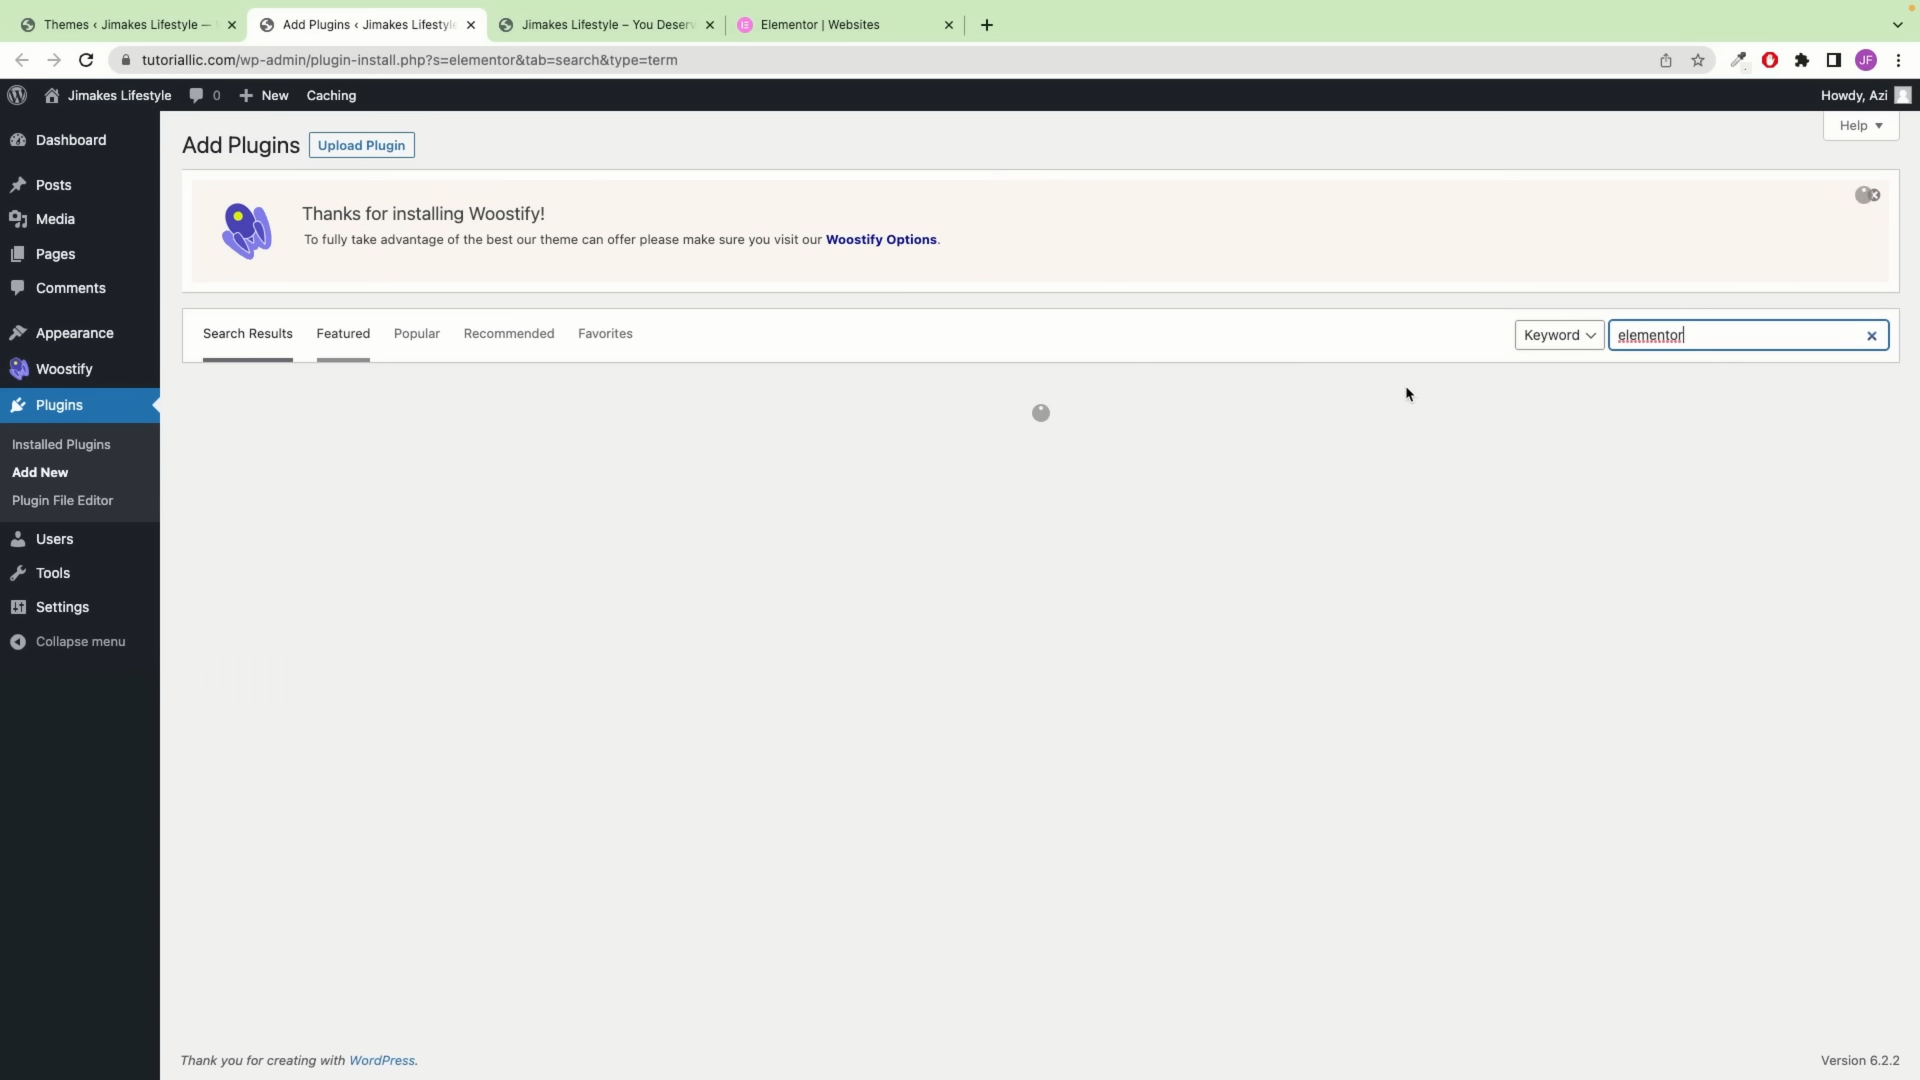 Themes ‹ Jimakes Lifestyle —
Add Plugins ‹ Jimakes Lifestyle
Jimakes Lifestyle – You Deserv
Elementor | Websites
tutoriallic.com/wp-admin/plugin-install.php?s=elementor&tab=search&type=term
JF
Jimakes Lifestyle
0
New
Caching
Howdy, Azi
Dashboard
Posts
Media
Pages
Comments
Appearance
Woostify
Plugins
Installed Plugins
Add New
Plugin File Editor
Users
Tools
Settings
Collapse menu
Add Plugins
Upload Plugin
Help
Thanks for installing Woostify!
To fully take advantage of the best our theme can offer please make sure you visit our Woostify Options.
Search Results
Featured
Popular
Recommended
Favorites
Keyword
elementor
Thank you for creating with WordPress.
Version 6.2.2